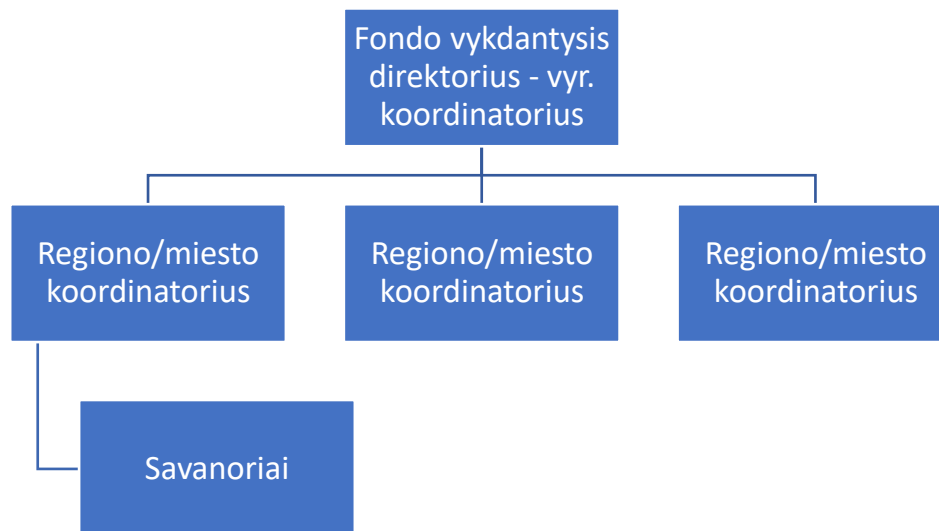 Fondo vykdantysis
direktorius - vyr.
koordinatorius
Regiono/miesto
koordinatorius
Regiono/miesto
koordinatorius
Regiono/miesto
koordinatorius
Savanoriai